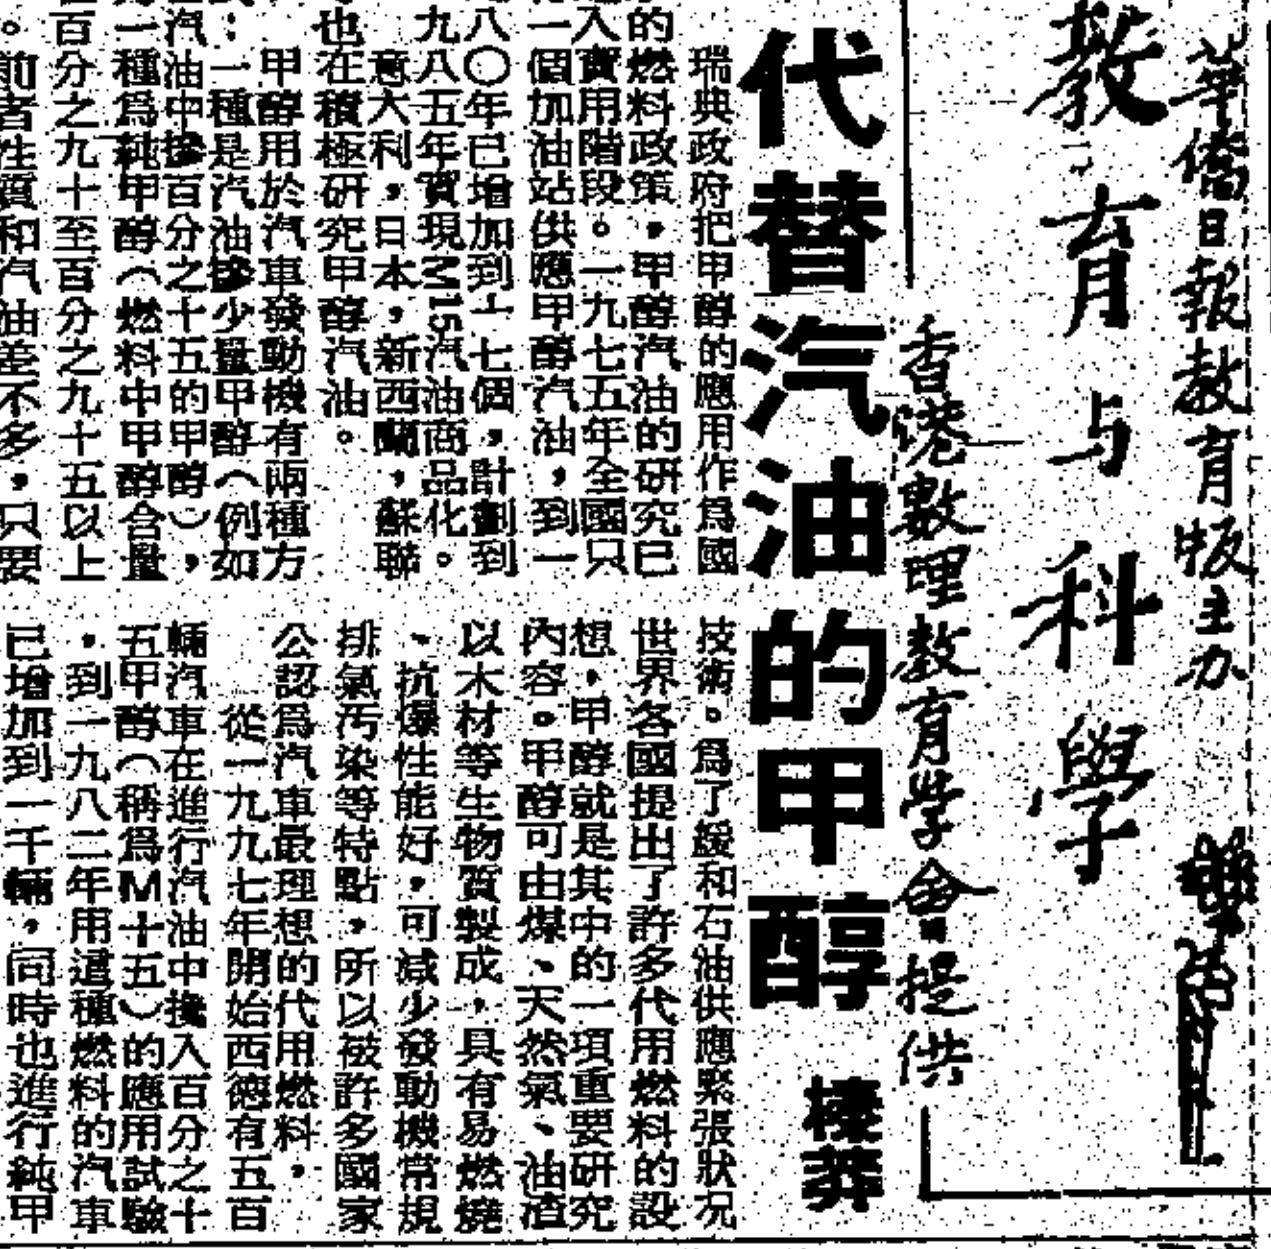 華僑日報教育版主办
教育与科學
香港數理教育学會提供
代替汽油的甲醇
榛莽
瑞典政府把甲醇的應用作爲國
的燃料政策，甲醇汽油的研究已
入實用階段。一九七五年全國只
一個加油站供應甲醇汽油，到一
八〇年已增加到十七個，計劃到
九八五年實現M15汽油商品化。
意大利，日本，新西蘭，蘇聯
也在積極研究甲醇汽油。
甲醇用於汽車發動機有兩種方
：一種是汽油摻少量甲醇（例如
汽油中摻百分之十五的甲醇），
一種爲純甲醇（燃料中甲醇含量
百分之九十至百分之九十五以上
。前者性質和汽油差不多，只要
技術。爲了緩和石油供應緊張狀况
世界各國提出了許多代用燃料的設
想，甲醇就是其中的一項重要研究
內容。甲醇可由煤、天然氣、油渣
以木材等生物質製成，具有易燃燒
、抗爆性能好，可減少發動機常規
排氣污染等特點，所以被許多國家
公認爲汽車最理想的代用燃料，
從一九九七年開始西德有五百
輛汽車在進行汽油中攙入百分之十
五甲醇（稱爲M十五）的應用試驗
，到一九八二年用這種燃料的汽車
已增加到一千輛，同時也進行純甲